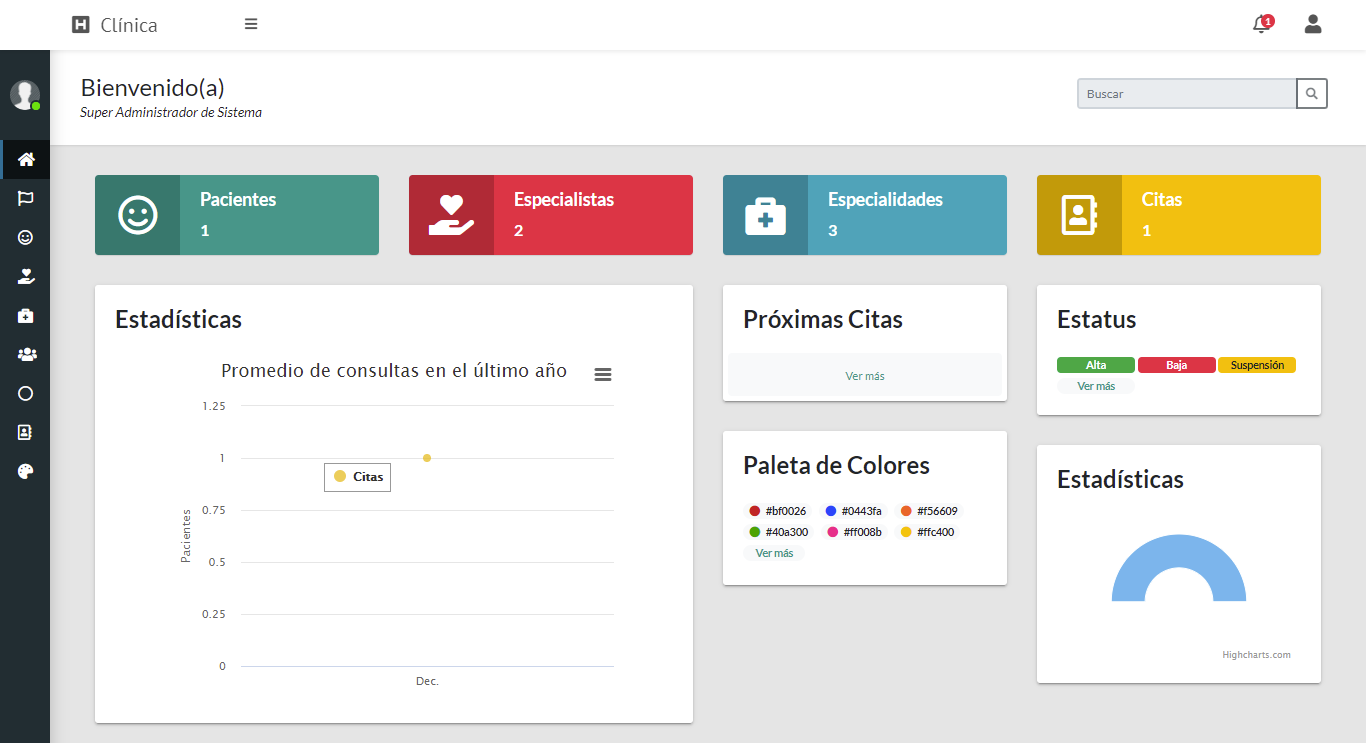 H Clínica
1
Bienvenido(a)
Super Administrador de Sistema
Buscar
Pacientes
1
Especialistas
2
Especialidades
3
Citas
1
Estadísticas
Promedio de consultas en el último año
1.25
1
0.75
0.5
0.25
0
Pacientes
Citas
Dec.
Próximas Citas
Ver más
Paleta de Colores
#bf0026 #0443fa #f56609
#40a300 #ff008b #ffc400
Ver más
Estatus
Alta Baja Suspensión
Ver más
Estadísticas
Highcharts.com